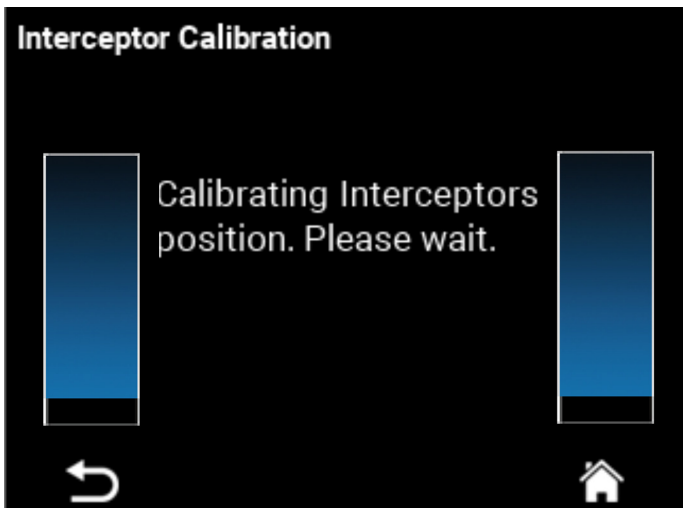 Interceptor Calibration
Calibrating Interceptors
position. Please wait.